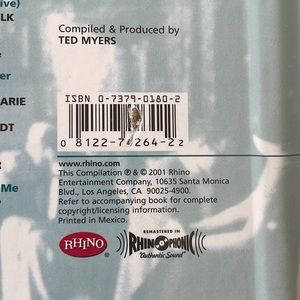 ive)
LK
Compiled & Produced by
TED MYERS
e
er
ARIE
DT
R
Me
ISBN 0-7379-0180-2
0 8122-7 264-2 2
www.rhino.com
This Compilation ℗ & © 2001 Rhino
Entertainment Company, 10635 Santa Monica
Blvd., Los Angeles, CA 90025-4900.
Refer to accompanying book for complete
copyright/licensing information.
Printed in Mexico.
RHINO
®
REMASTERED IN
RHINOPHONIC
"Authentic Sound"